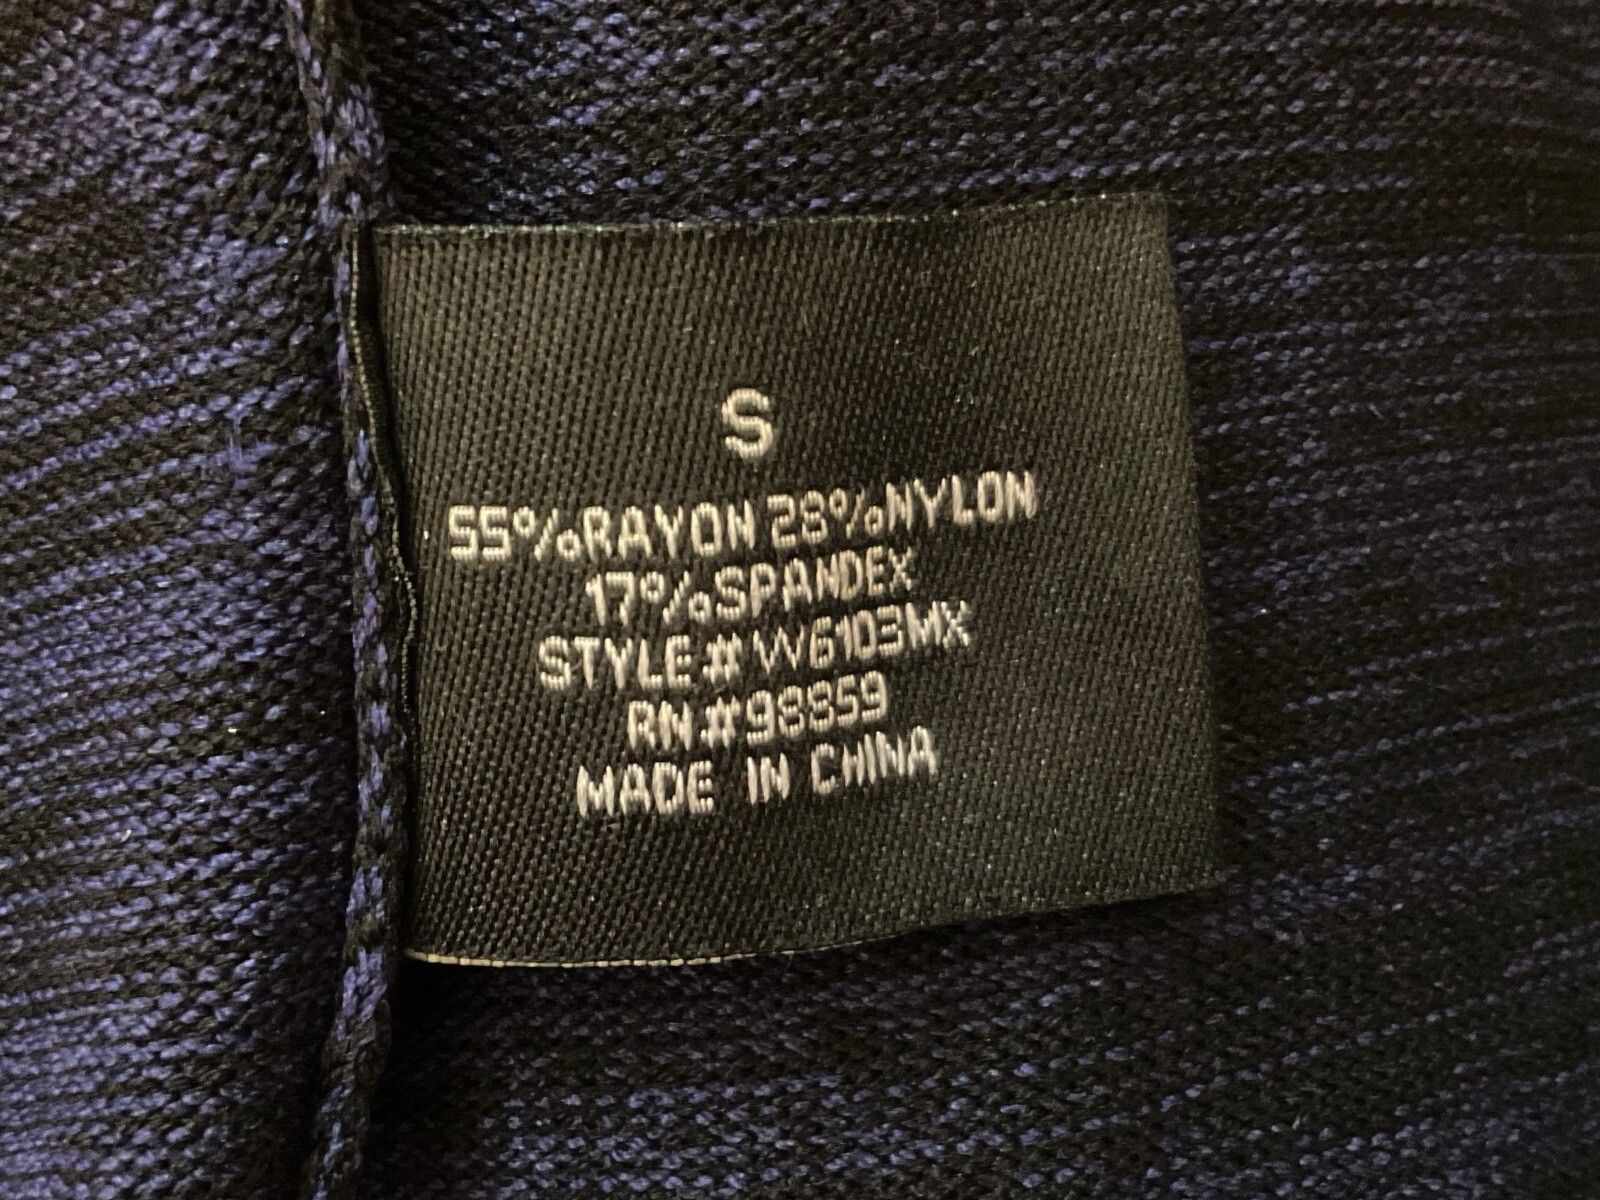 S
55%RAYON 28%NYLON
17%SPANDEX
STYLE# W6103MX
RN#98859
MADE IN CHINA